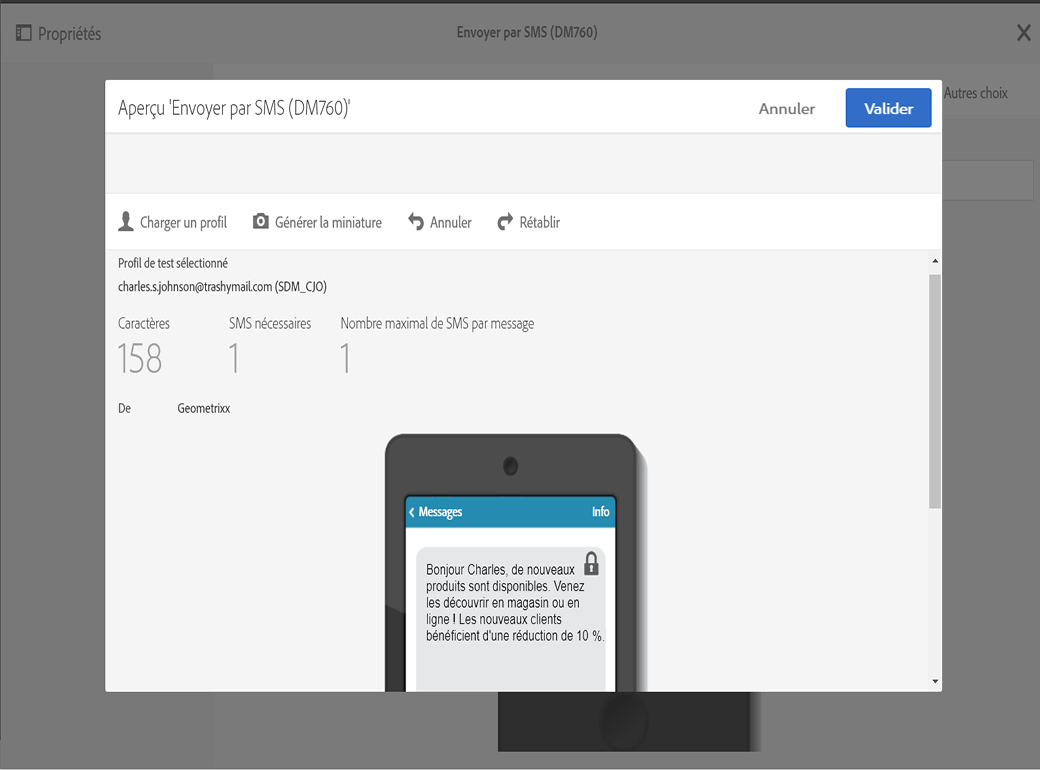 Propriétés
Envoyer par SMS (DM760)
Autres choix
Aperçu 'Envoyer par SMS (DM760)'
Annuler
Valider
Charger un profil
Générer la miniature
Annuler
Rétablir
Profil de test sélectionné
charles.s.johnson@trashymail.com (SDM_CJO)
Caractères SMS nécessaires Nombre maximal de SMS par message
158 1 1
De Geometrixx
Messages Info
Bonjour Charles, de nouveaux
produits sont disponibles. Venez
les découvrir en magasin ou en
ligne ! Les nouveaux clients
bénéficient d'une réduction de 10 %.